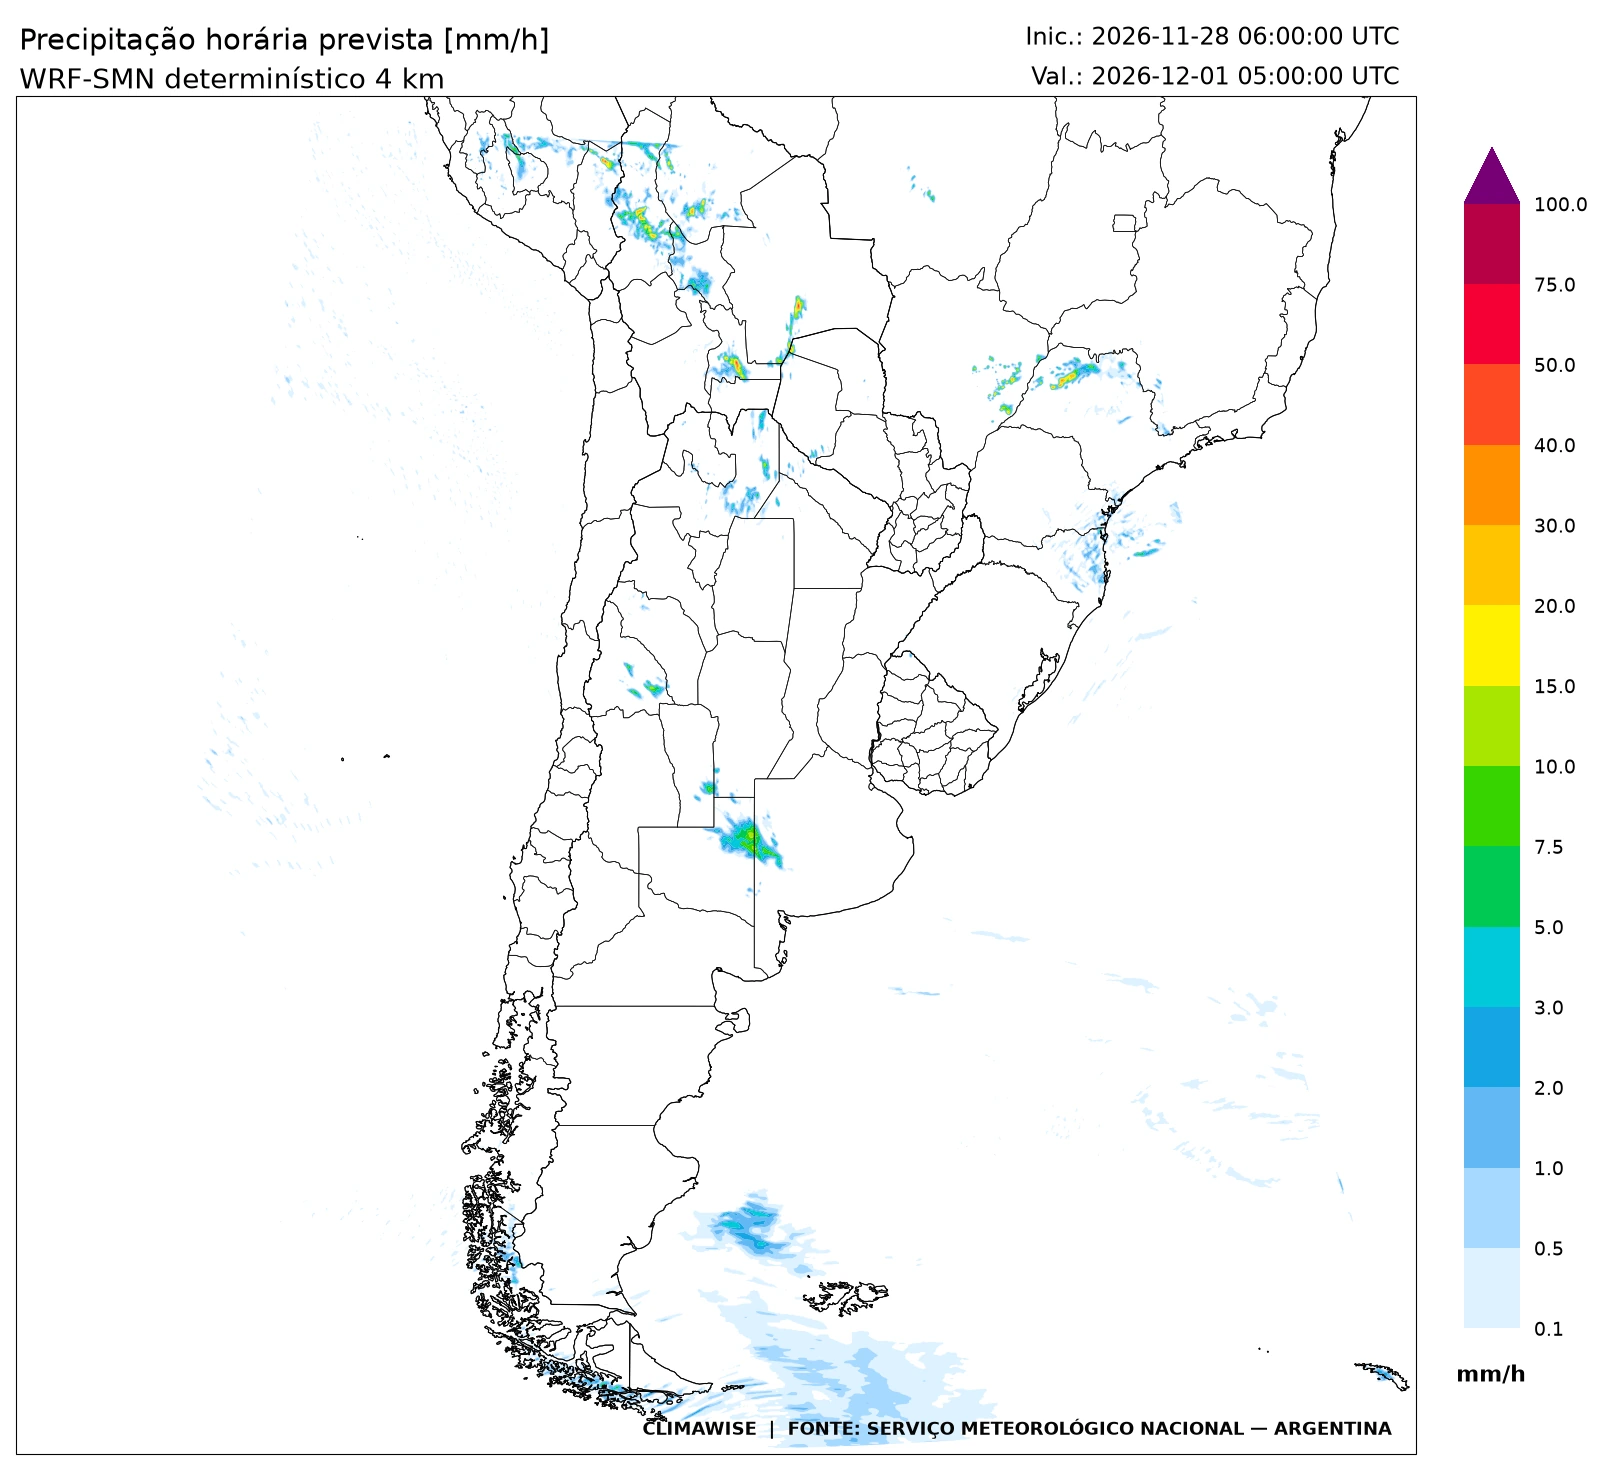 Precipitação horária prevista [mm/h]
WRF-SMN determinístico 4 km
Inic.: 2026-11-28 06:00:00 UTC
Val.: 2026-12-01 05:00:00 UTC
100.0
75.0
50.0
40.0
30.0
20.0
15.0
10.0
7.5
5.0
3.0
2.0
1.0
0.5
0.1
mm/h
CLIMAWISE | FONTE: SERVIÇO METEOROLÓGICO NACIONAL — ARGENTINA